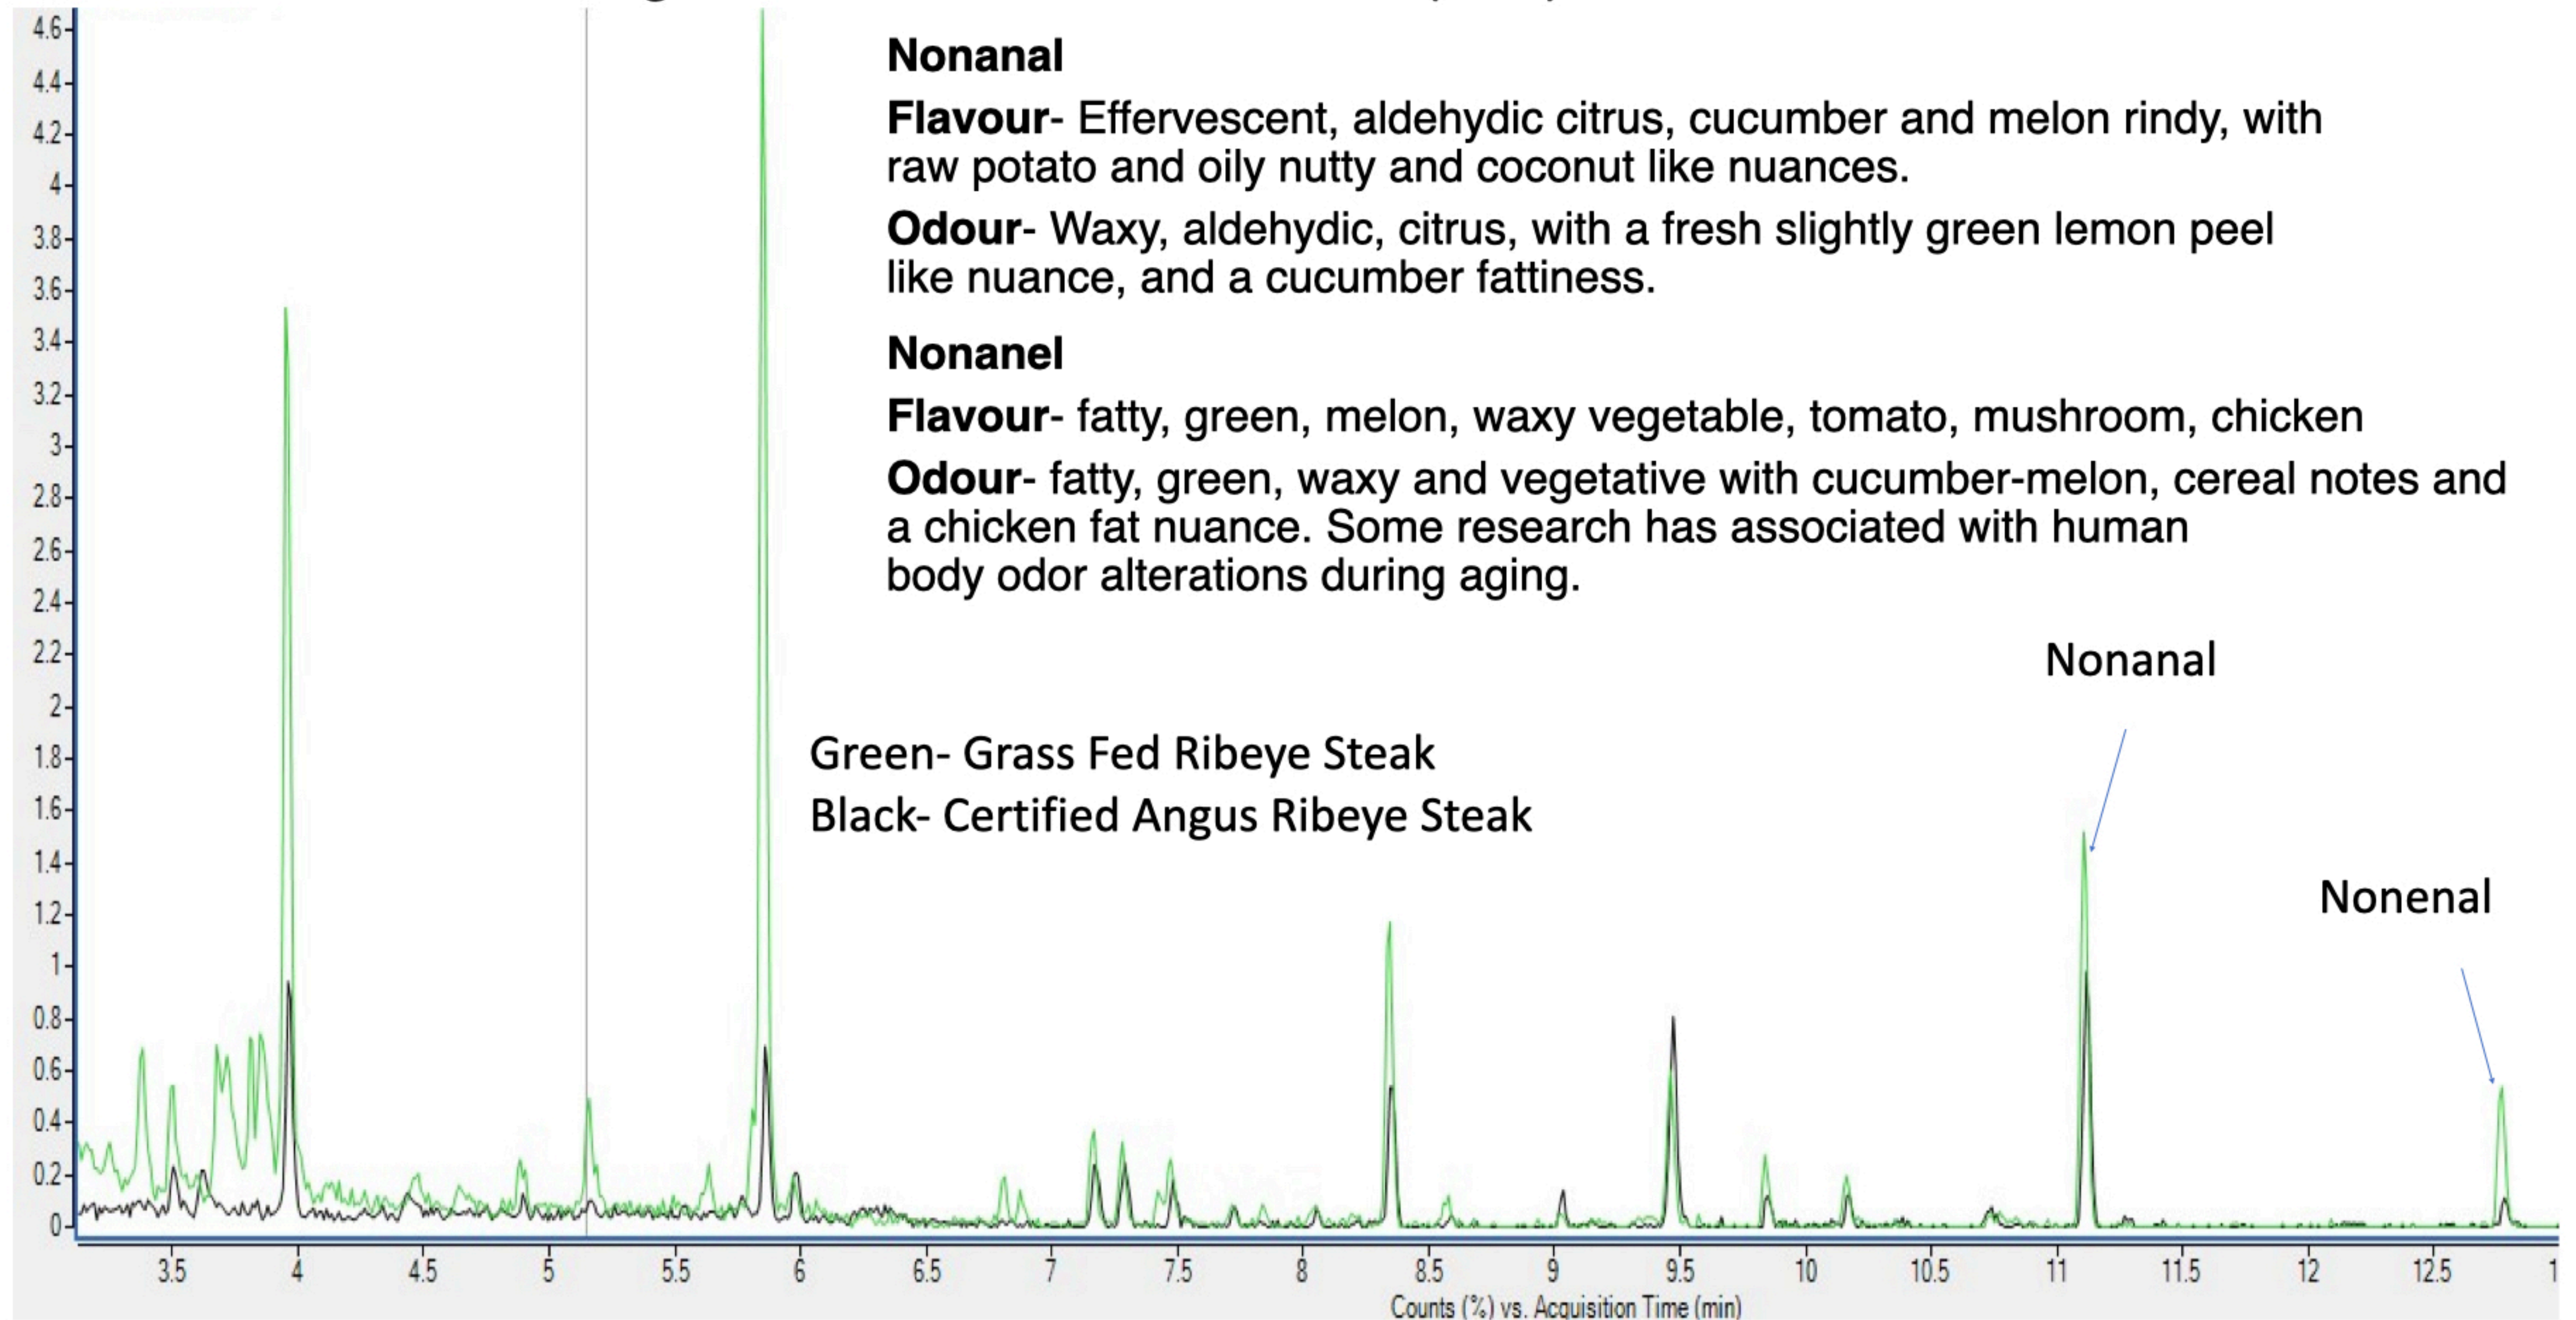 Nonanal
Flavour- Effervescent, aldehydic citrus, cucumber and melon rindy, with
raw potato and oily nutty and coconut like nuances.
Odour- Waxy, aldehydic, citrus, with a fresh slightly green lemon peel
like nuance, and a cucumber fattiness.
Nonanel
Flavour- fatty, green, melon, waxy vegetable, tomato, mushroom, chicken
Odour- fatty, green, waxy and vegetative with cucumber-melon, cereal notes and
a chicken fat nuance. Some research has associated with human
body odor alterations during aging.
Nonanal
Green- Grass Fed Ribeye Steak
Black- Certified Angus Ribeye Steak
Nonenal
4.6
4.4
4.2
4
3.8
3.6
3.4
3.2
3
2.8
2.6
2.4
2.2
2
1.8
1.6
1.4
1.2
1
0.8
0.6
0.4
0.2
0
3.5 4 4.5 5 5.5 6 6.5 7 7.5 8 8.5 9 9.5 10 10.5 11 11.5 12 12.5 1
Counts (%) vs. Acquisition Time (min)